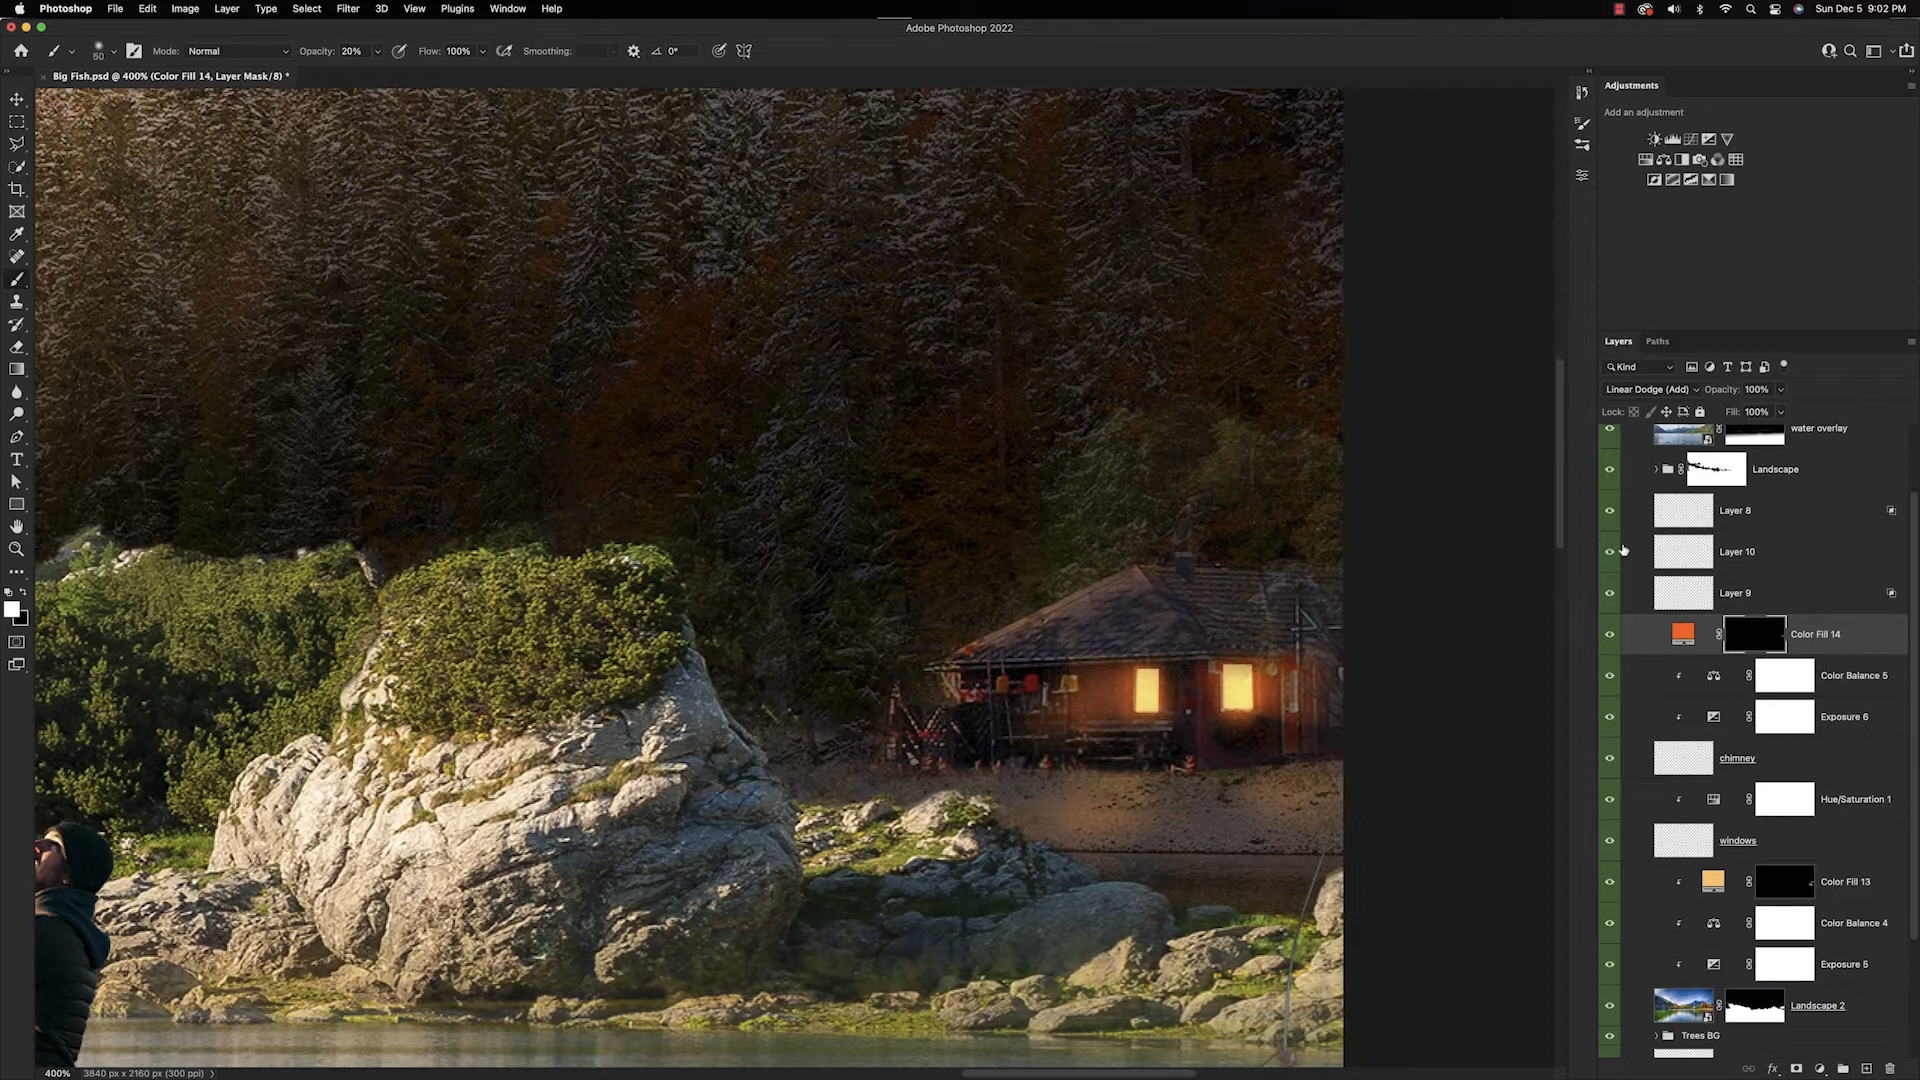 Photoshop File Edit Image Layer Type Select Filter 3D View Plugins Window Help Sun Dec 5 9:02 PM
Adobe Photoshop 2022
50 Mode: Normal Opacity: 20% Flow: 100% Smoothing: 0°
Big Fish.psd @ 400% (Color Fill 14, Layer Mask/8) *
Adjustments
Add an adjustment
Layers Paths
Kind
Linear Dodge (Add) Opacity: 100%
Lock: Fill: 100%
water overlay
Landscape
Layer 8
Layer 10
Layer 9
Color Fill 14
Color Balance 5
Exposure 6
chimney
Hue/Saturation 1
windows
Color Fill 13
Color Balance 4
Exposure 5
Landscape 2
Trees BG
400% 3840 px x 2160 px (300 ppi)